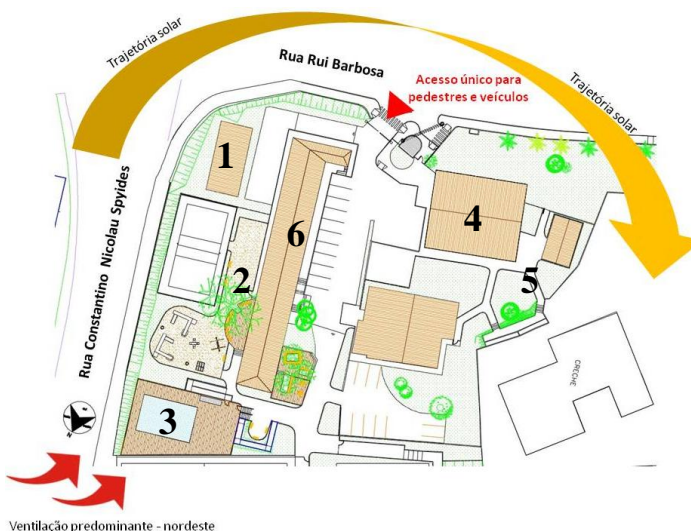 Trajetória solar
Rua Rui Barbosa
Acesso único para
pedestres e veículos
Trajetória solar
Rua Constantino Nicolau Spyides
1
2
3
4
5
6
CRECHE
N
Ventilação predominante - nordeste